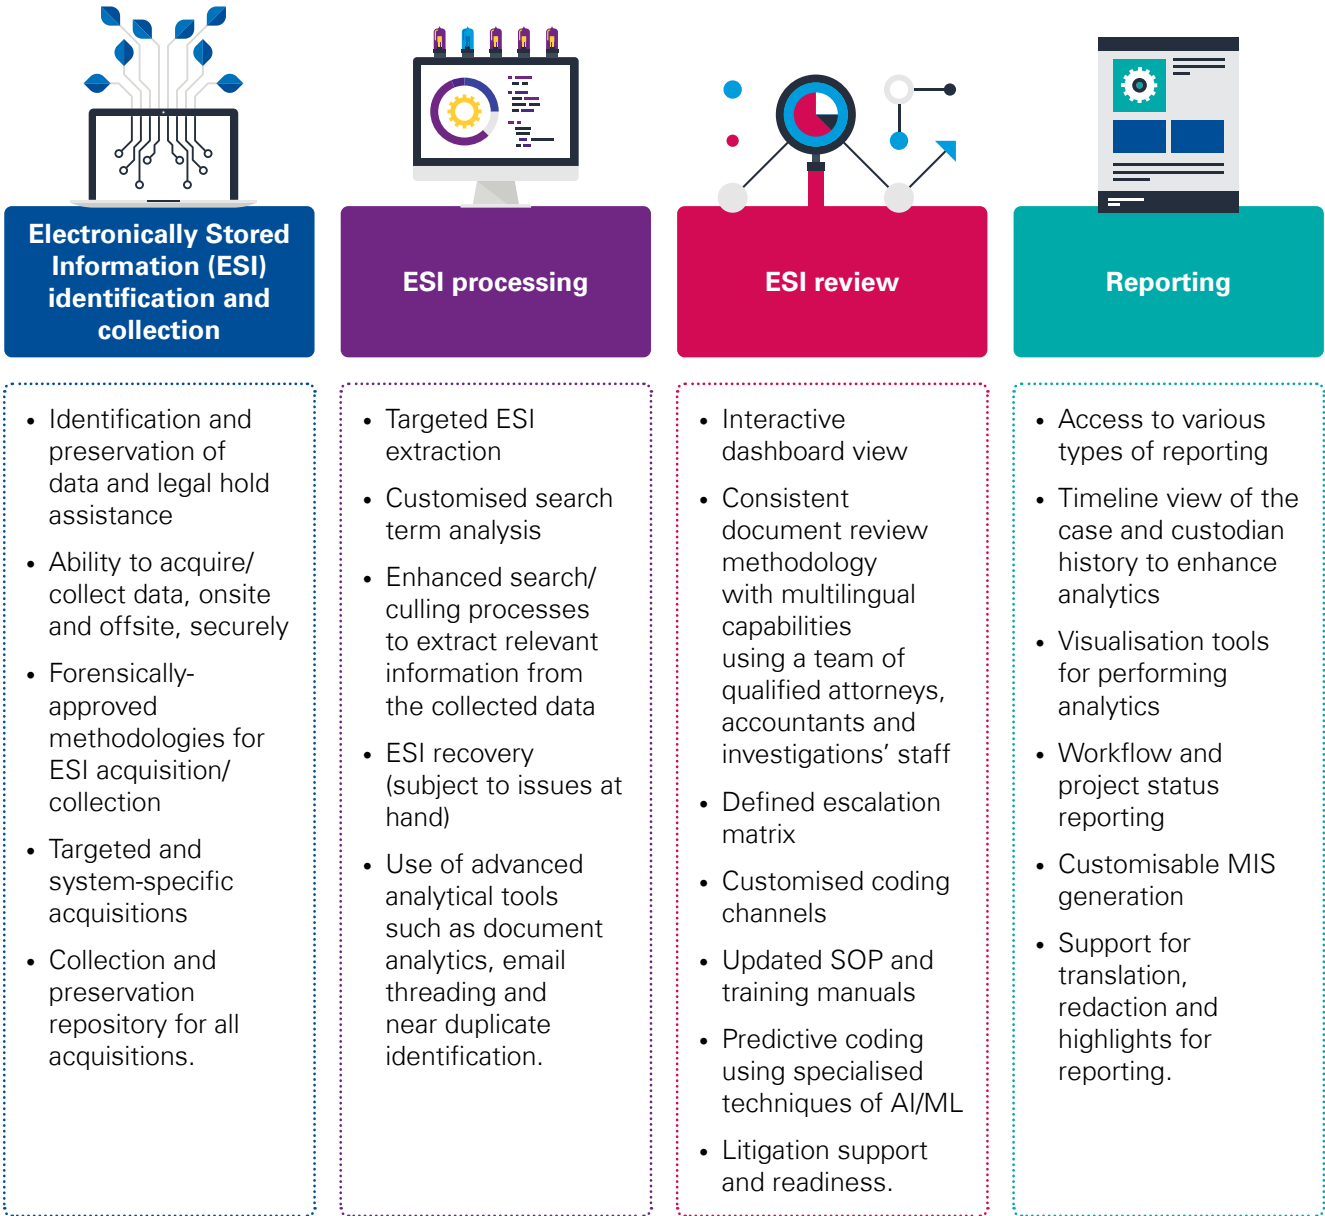 Electronically Stored
Information (ESI)
identification and
collection
• Identification and
preservation of
data and legal hold
assistance
• Ability to acquire/
collect data, onsite
and offsite, securely
• Forensically-
approved
methodologies for
ESI acquisition/
collection
• Targeted and
system-specific
acquisitions
• Collection and
preservation
repository for all
acquisitions.
ESI processing
• Targeted ESI
extraction
• Customised search
term analysis
• Enhanced search/
culling processes
to extract relevant
information from
the collected data
• ESI recovery
(subject to issues at
hand)
• Use of advanced
analytical tools
such as document
analytics, email
threading and
near duplicate
identification.
ESI review
• Interactive
dashboard view
• Consistent
document review
methodology
with multilingual
capabilities
using a team of
qualified attorneys,
accountants and
investigations’ staff
• Defined escalation
matrix
• Customised coding
channels
• Updated SOP and
training manuals
• Predictive coding
using specialised
techniques of AI/ML
• Litigation support
and readiness.
Reporting
• Access to various
types of reporting
• Timeline view of the
case and custodian
history to enhance
analytics
• Visualisation tools
for performing
analytics
• Workflow and
project status
reporting
• Customisable MIS
generation
• Support for
translation,
redaction and
highlights for
reporting.